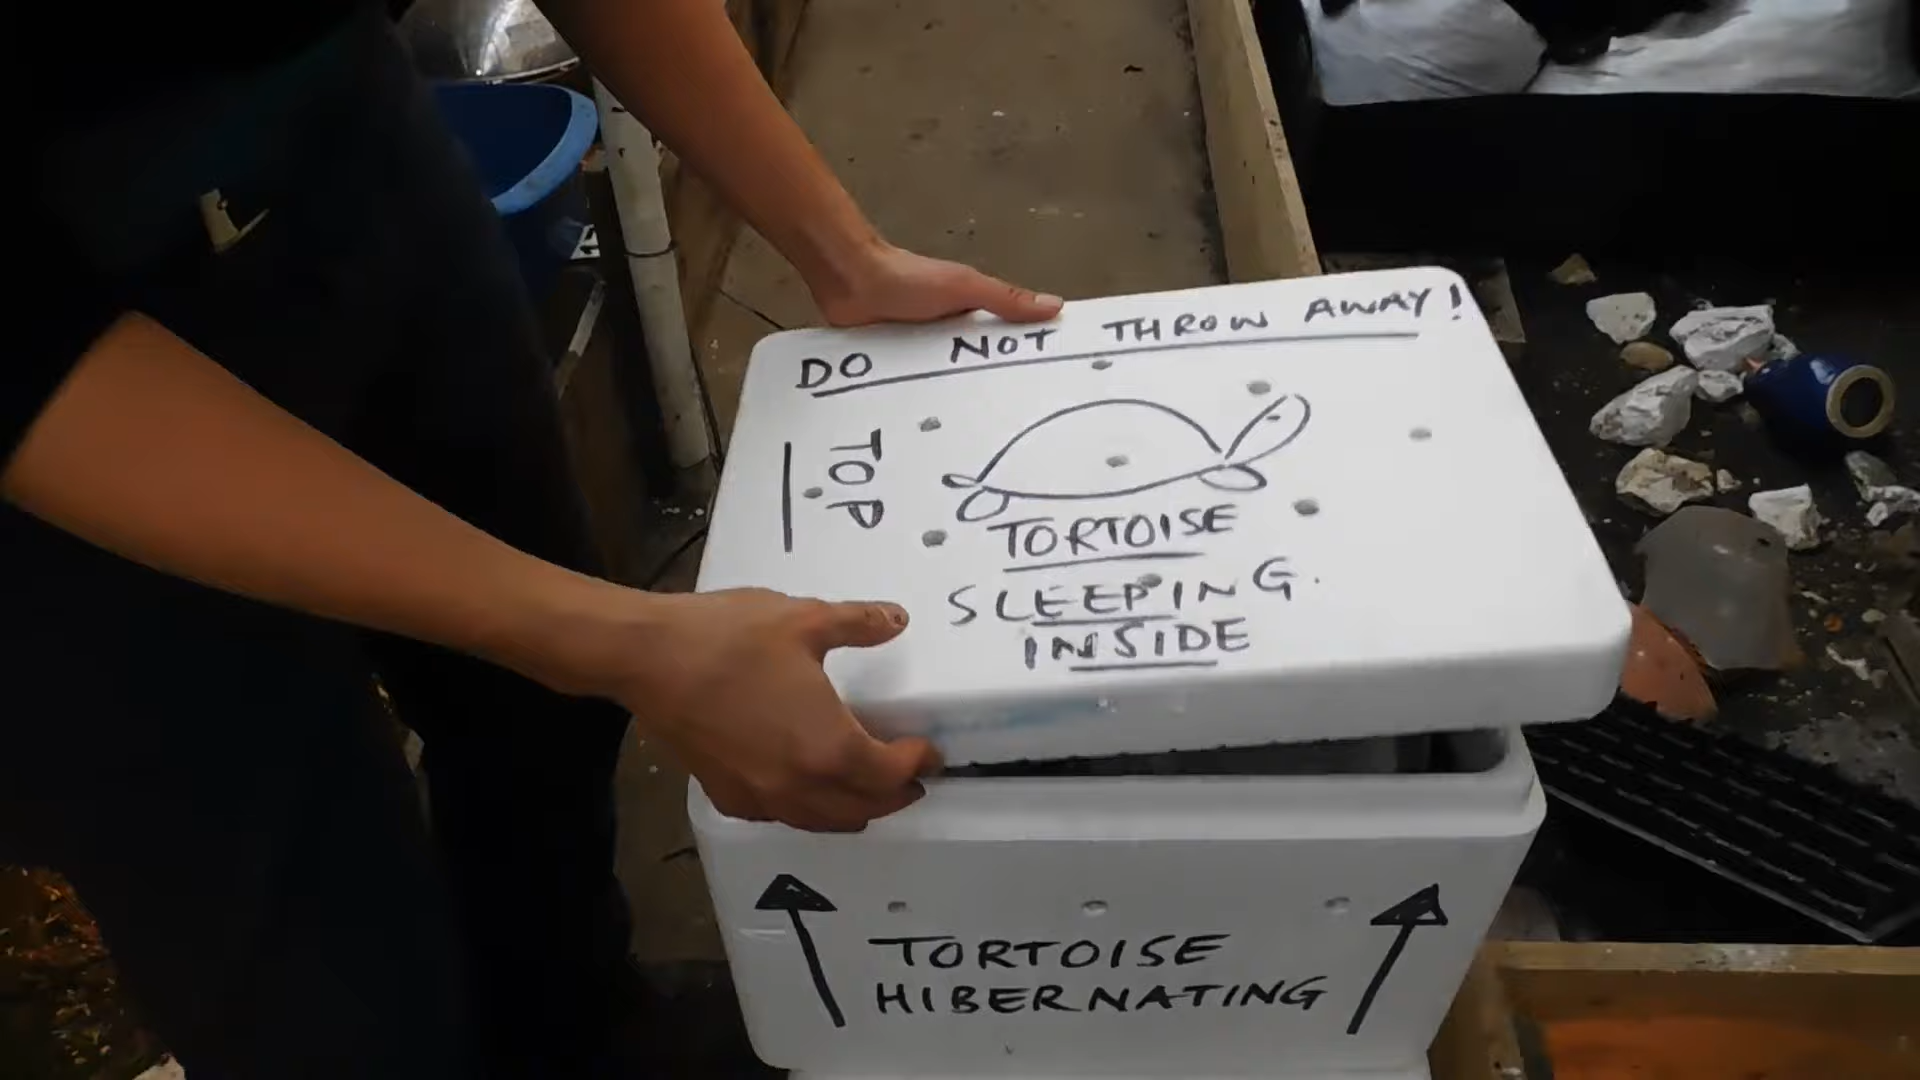 DO NOT THROW AWAY!
TOP
TORTOISE
SLEEPING.
INSIDE
TORTOISE
HIBERNATING